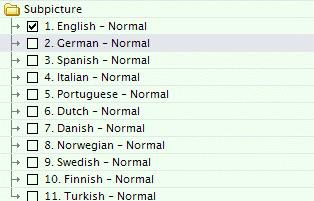 Subpicture
1. English - Normal
2. German - Normal
3. Spanish - Normal
4. Italian - Normal
5. Portuguese - Normal
6. Dutch - Normal
7. Danish - Normal
8. Norwegian - Normal
9. Swedish - Normal
10. Finnish - Normal
11. Turkish - Normal